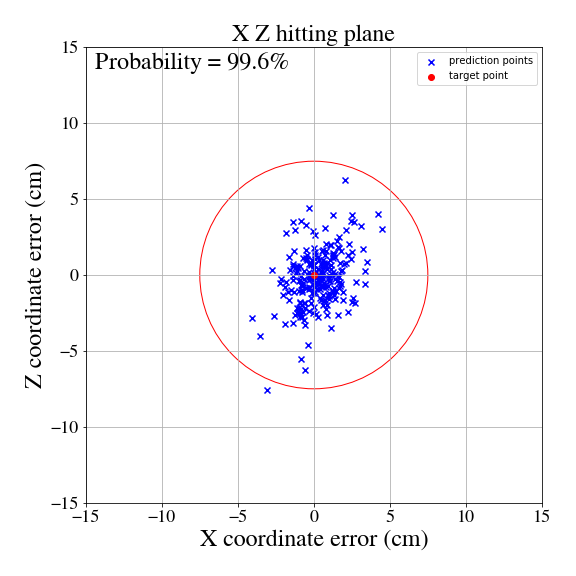 X Z hitting plane
Probability = 99.6%
prediction points
target point
15
10
5
0
−5
−10
−15
Z coordinate error (cm)
−15 −10 −5 0 5 10 15
X coordinate error (cm)